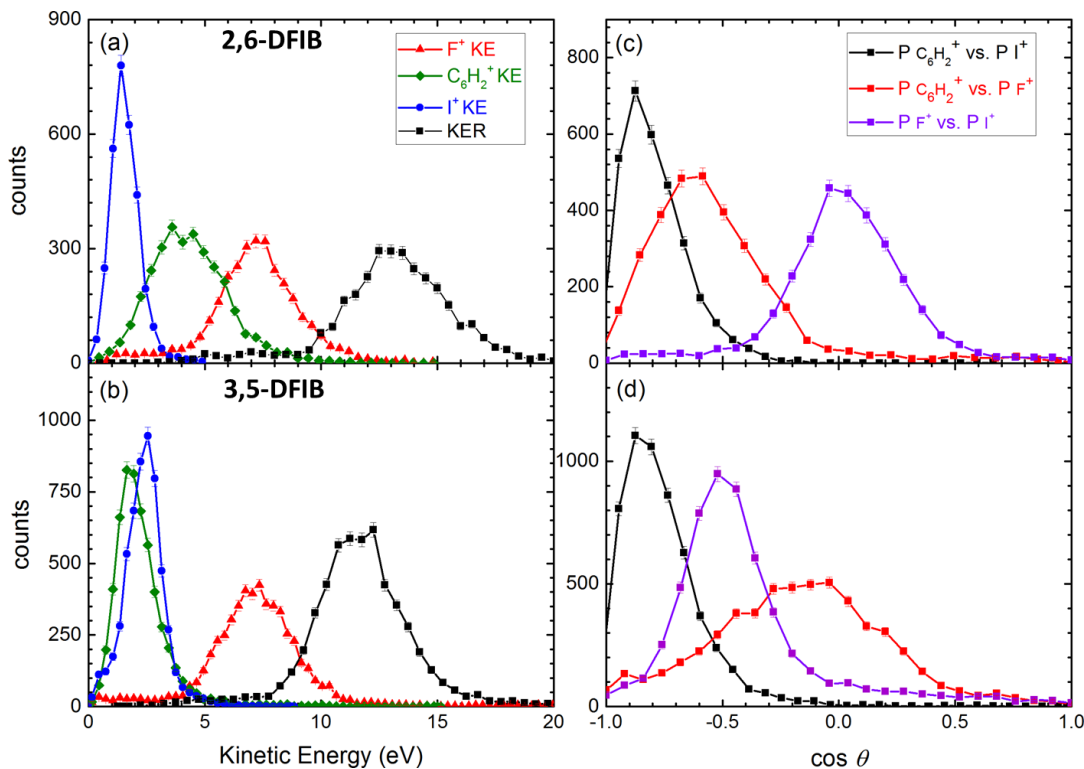 2,6-DFIB
(a)
F⁺ KE
C₆H₂⁺ KE
I⁺ KE
KER
900
600
300
0
counts
(c)
P C₆H₂⁺ vs. P I⁺
P C₆H₂⁺ vs. P F⁺
P F⁺ vs. P I⁺
800
600
400
200
0
3,5-DFIB
(b)
1000
750
500
250
0
counts
0 5 10 15 20
Kinetic Energy (eV)
(d)
1000
500
0
-1.0 -0.5 0.0 0.5 1.0
cos θ